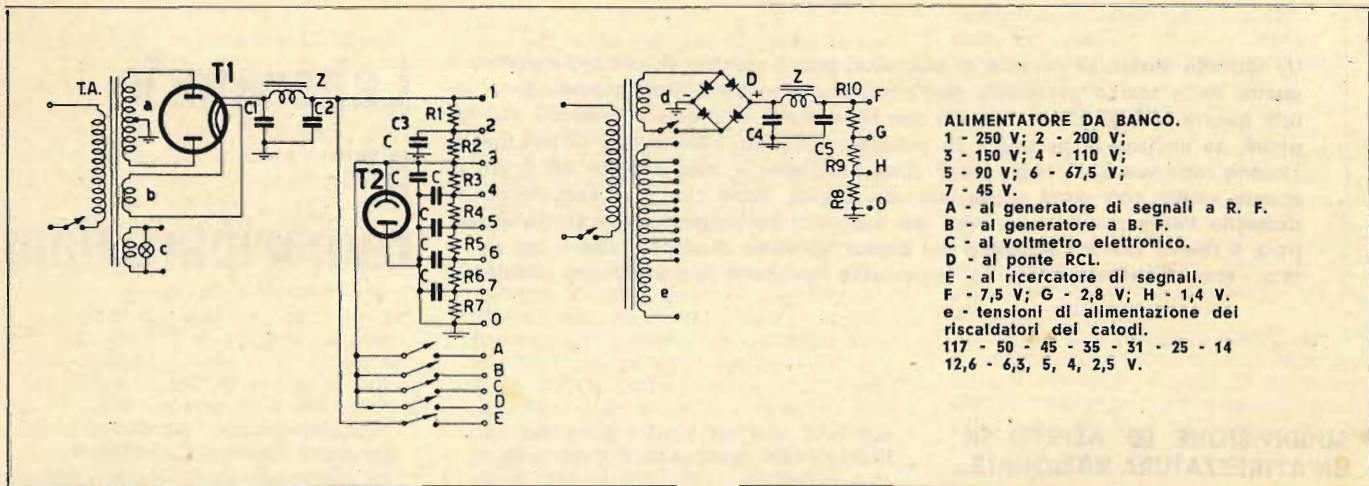 T.A.
a
b
c
T1
C1
Z
C2
C3
C
C
C
C
C
C
T2
R1
R2
R3
R4
R5
R6
R7
1
2
3
4
5
6
7
0
A
B
C
D
E
d
e
D
C4
Z
C5
R10
R9
R8
F
G
H
O
ALIMENTATORE DA BANCO.
1 - 250 V; 2 - 200 V;
3 - 150 V; 4 - 110 V;
5 - 90 V; 6 - 67,5 V;
7 - 45 V.
A - al generatore di segnali a R. F.
B - al generatore a B. F.
C - al voltmetro elettronico.
D - al ponte RCL.
E - al ricercatore di segnali.
F - 7,5 V; G - 2,8 V; H - 1,4 V.
e - tensioni di alimentazione dei
riscaldatori dei catodi.
117 - 50 - 45 - 35 - 31 - 25 - 14
12,6 - 6,3, 5, 4, 2,5 V.